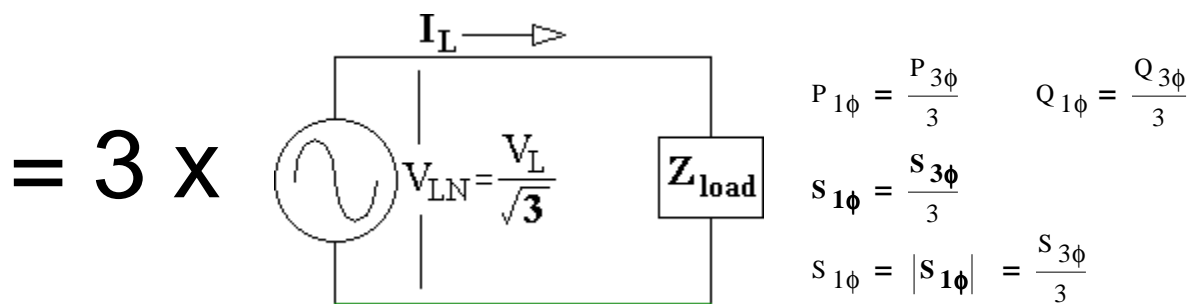 = 3 x
I_L
V_LN = V_L / √3
Z_load
P_1ϕ = P_3ϕ / 3 Q_1ϕ = Q_3ϕ / 3
S_1ϕ = S_3ϕ / 3
S_1ϕ = |S_1ϕ| = S_3ϕ / 3